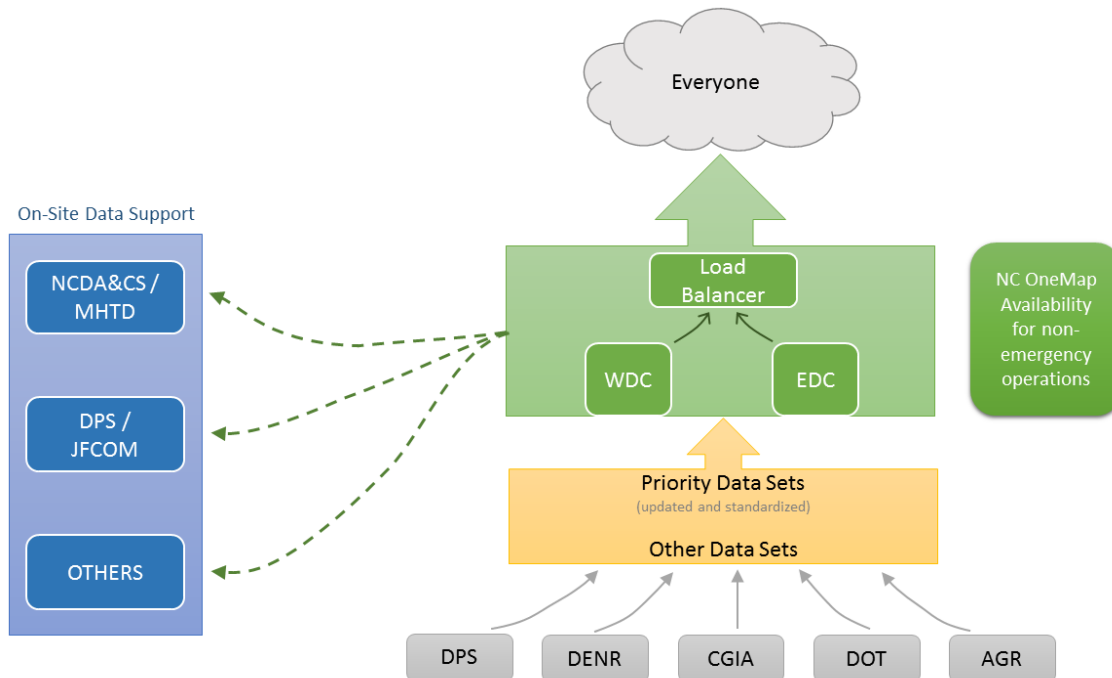 Everyone
On-Site Data Support
NCDA&CS /
MHTD
DPS /
JFCOM
OTHERS
Load
Balancer
WDC
EDC
NC OneMap
Availability
for non-
emergency
operations
Priority Data Sets
(updated and standardized)
Other Data Sets
DPS
DENR
CGIA
DOT
AGR